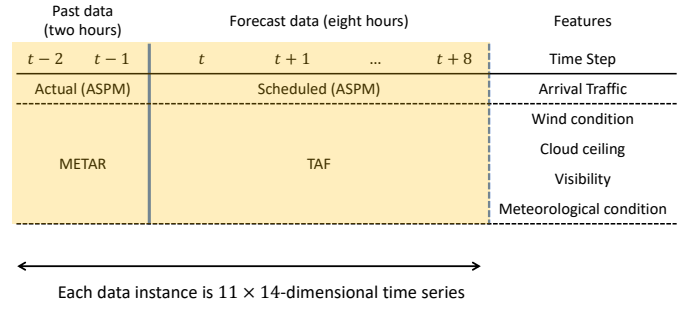 Past data
(two hours)
Forecast data (eight hours)
Features
t − 2 t − 1 t t + 1 ... t + 8 Time Step
Actual (ASPM) Scheduled (ASPM) Arrival Traffic
Wind condition
Cloud ceiling
METAR TAF
Visibility
Meteorological condition
Each data instance is 11 × 14-dimensional time series